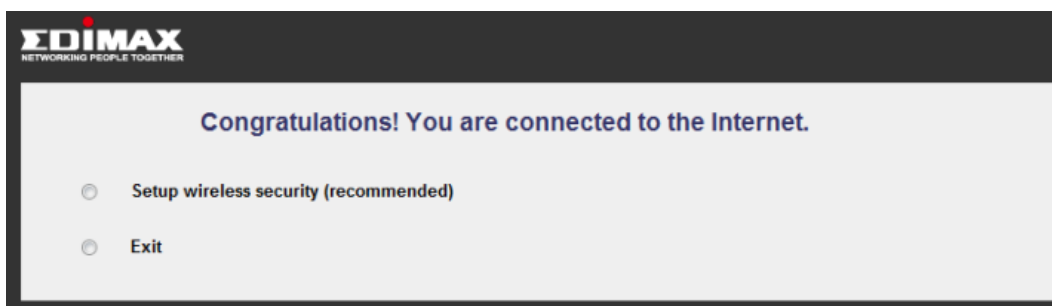 EDIMAX
NETWORKING PEOPLE TOGETHER
Congratulations! You are connected to the Internet.
Setup wireless security (recommended)
Exit